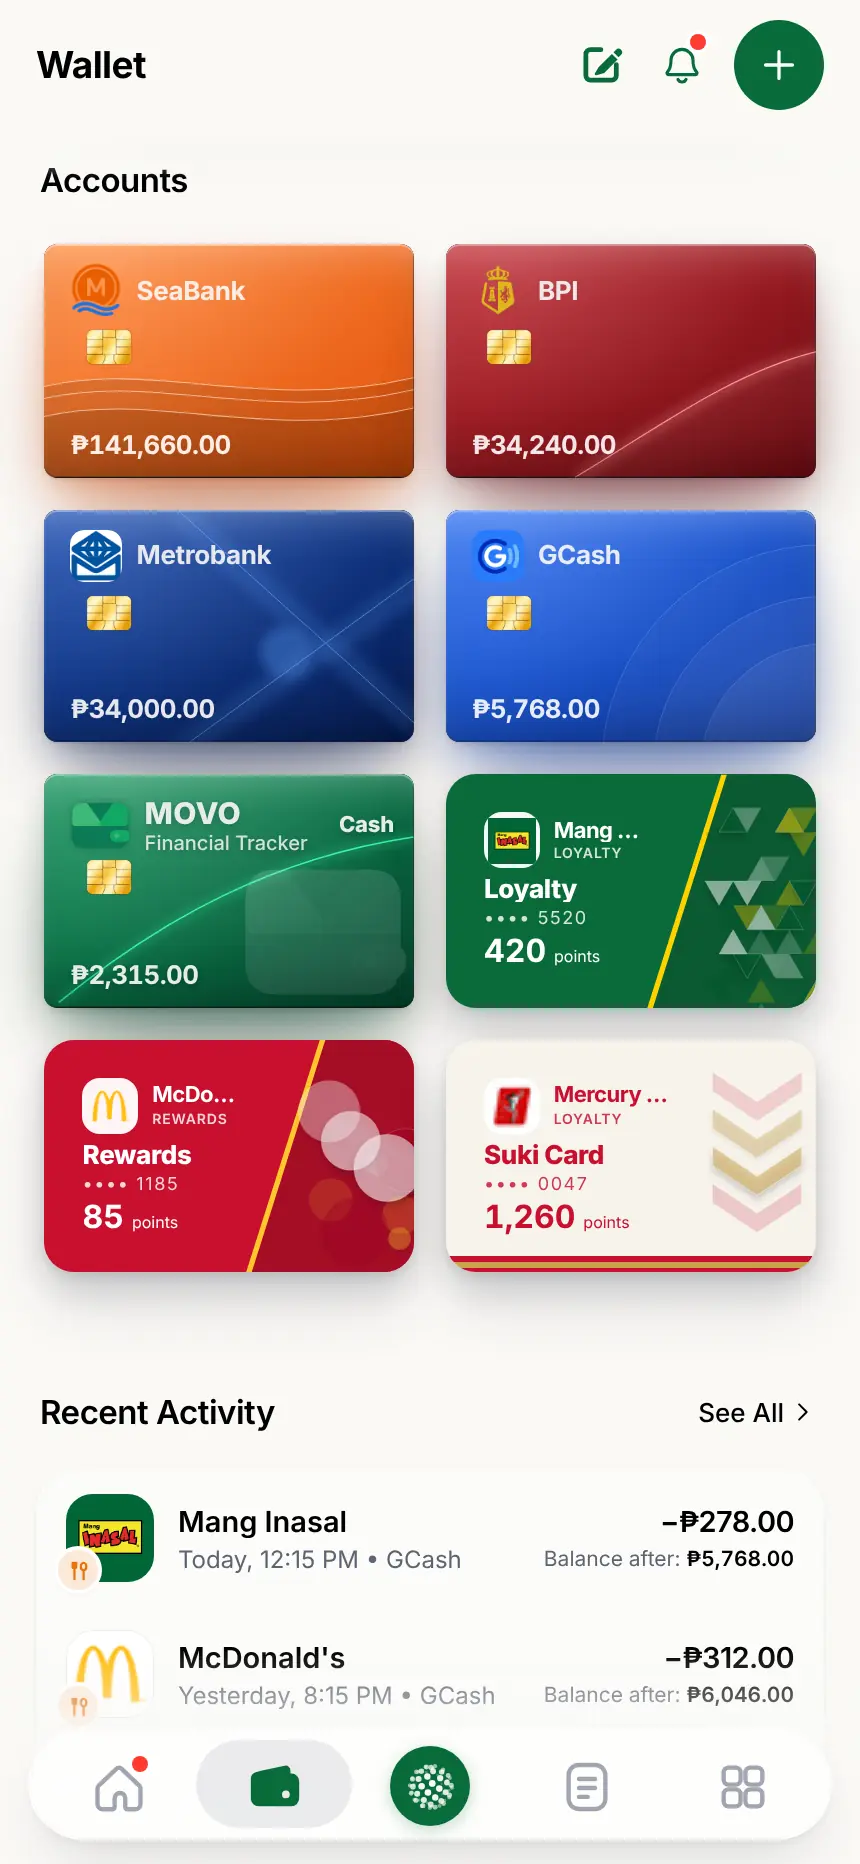 Wallet
Accounts
SeaBank
₱141,660.00
BPI
₱34,240.00
Metrobank
₱34,000.00
GCash
₱5,768.00
MOVO
Financial Tracker
Cash
₱2,315.00
Mang ...
LOYALTY
Loyalty
•••• 5520
420 points
McDo...
REWARDS
Rewards
•••• 1185
85 points
Mercury ...
LOYALTY
Suki Card
•••• 0047
1,260 points
Recent Activity
See All
Mang INASAL
Mang Inasal
−₱278.00
Today, 12:15 PM • GCash
Balance after: ₱5,768.00
McDonald's
−₱312.00
Yesterday, 8:15 PM • GCash
Balance after: ₱6,046.00